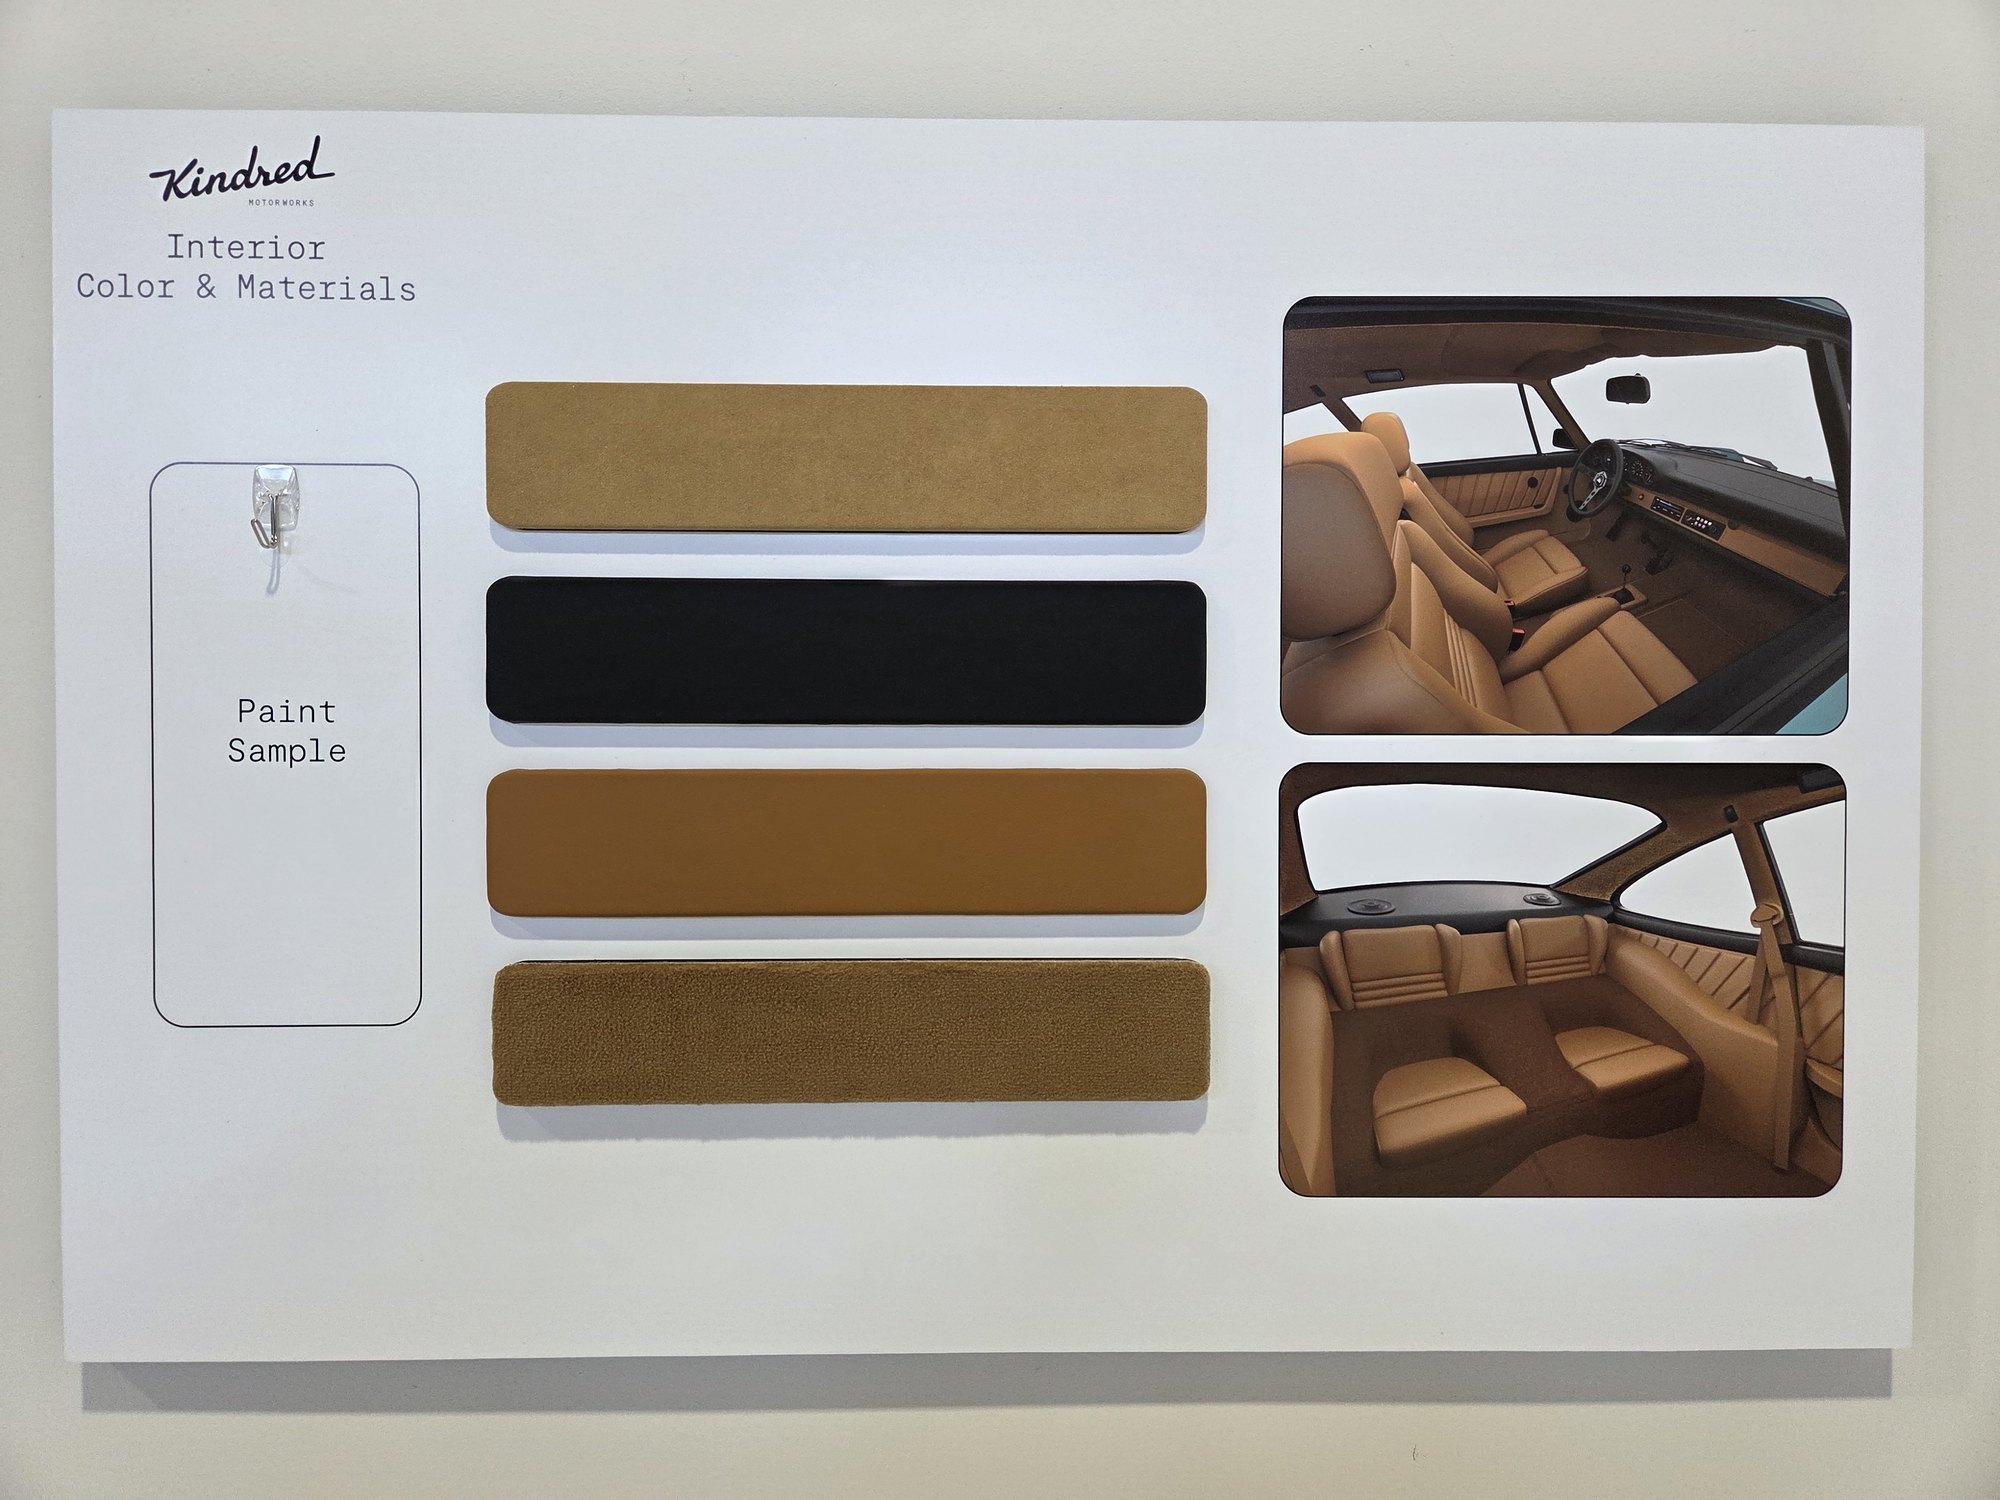 Kindred
MOTORWORKS
Interior
Color & Materials
Paint
Sample